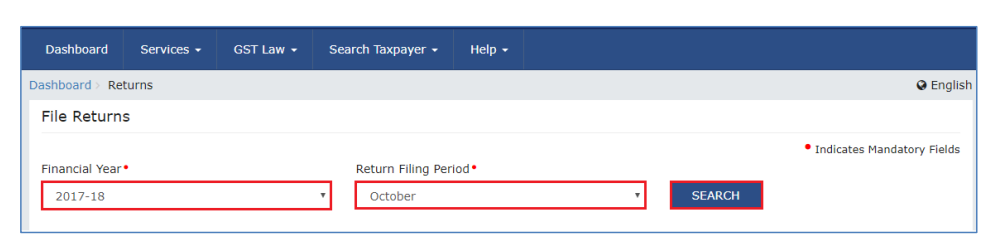 Dashboard Services GST Law Search Taxpayer Help
Dashboard > Returns English
File Returns
• Indicates Mandatory Fields
Financial Year• Return Filing Period•
2017-18 October SEARCH